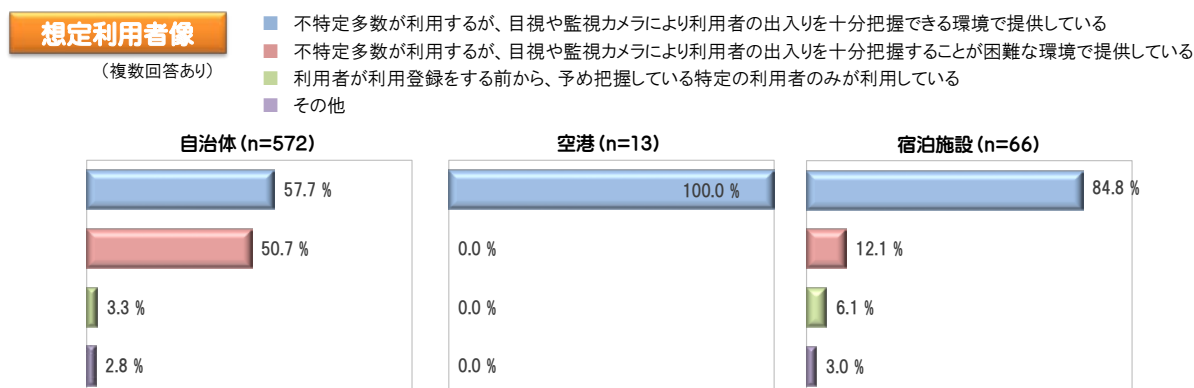 想定利用者像
(複数回答あり)
不特定多数が利用するが、目視や監視カメラにより利用者の出入りを十分把握できる環境で提供している
不特定多数が利用するが、目視や監視カメラにより利用者の出入りを十分把握することが困難な環境で提供している
利用者が利用登録をする前から、予め把握している特定の利用者のみが利用している
その他
自治体(n=572)
57.7 %
50.7 %
3.3 %
2.8 %
空港(n=13)
100.0 %
0.0 %
0.0 %
0.0 %
宿泊施設(n=66)
84.8 %
12.1 %
6.1 %
3.0 %